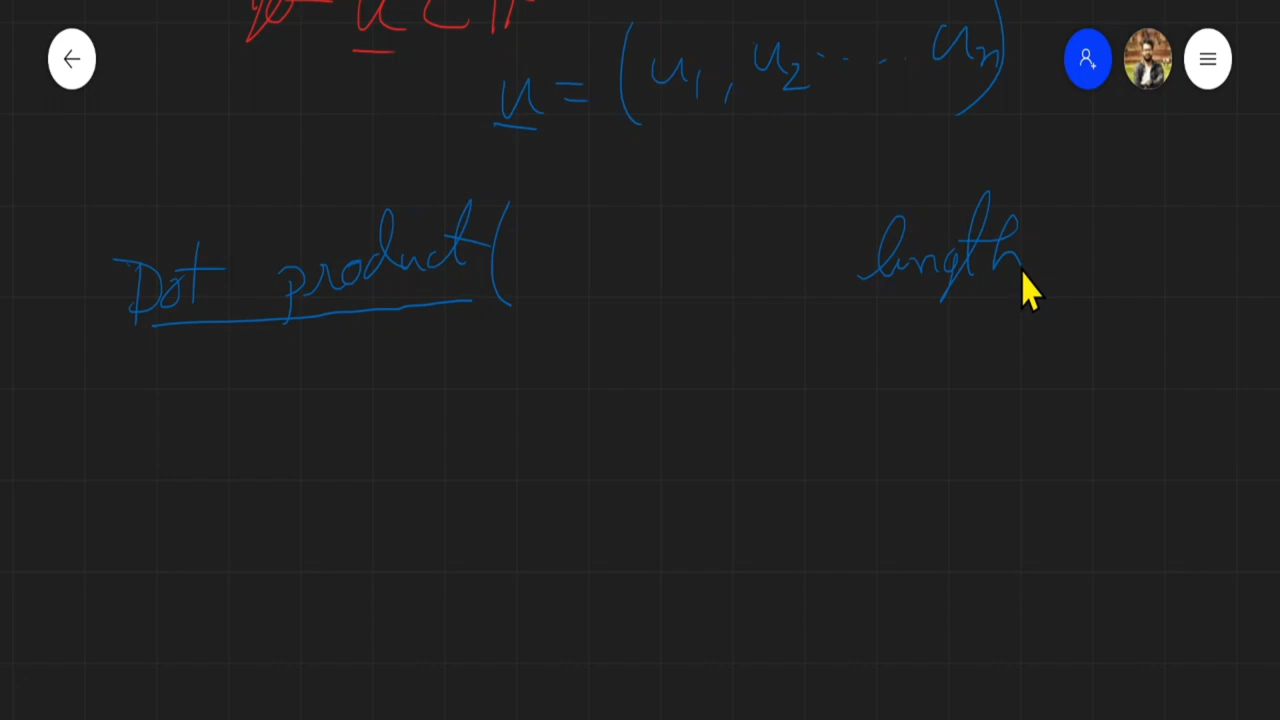 u = (u₁, u₂ .... uₙ)
Dot product ( length